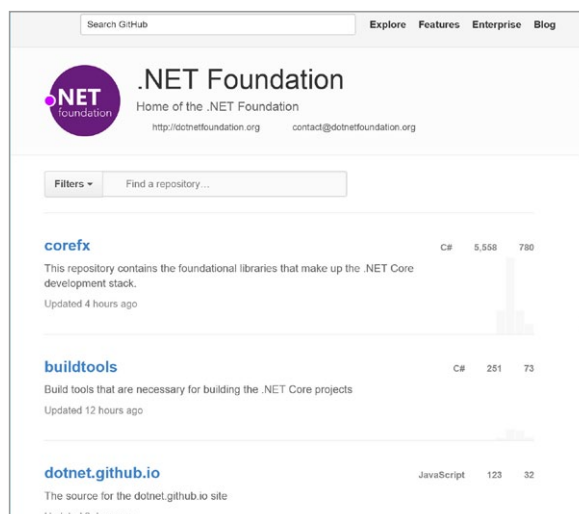 Search GitHub
Explore Features Enterprise Blog
.NET
foundation
.NET Foundation
Home of the .NET Foundation
http://dotnetfoundation.org contact@dotnetfoundation.org
Filters
Find a repository…
corefx
C# 5,558 780
This repository contains the foundational libraries that make up the .NET Core
development stack.
Updated 4 hours ago
buildtools
C# 251 73
Build tools that are necessary for building the .NET Core projects
Updated 12 hours ago
dotnet.github.io
JavaScript 123 32
The source for the dotnet.github.io site